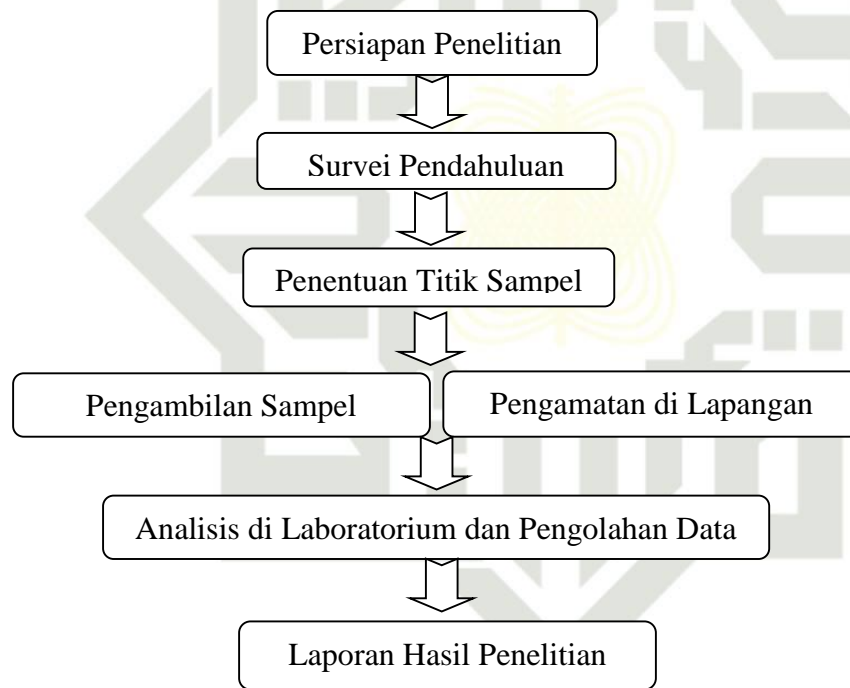 Persiapan Penelitian
Survei Pendahuluan
Penentuan Titik Sampel
Pengambilan Sampel
Pengamatan di Lapangan
Analisis di Laboratorium dan Pengolahan Data
Laporan Hasil Penelitian